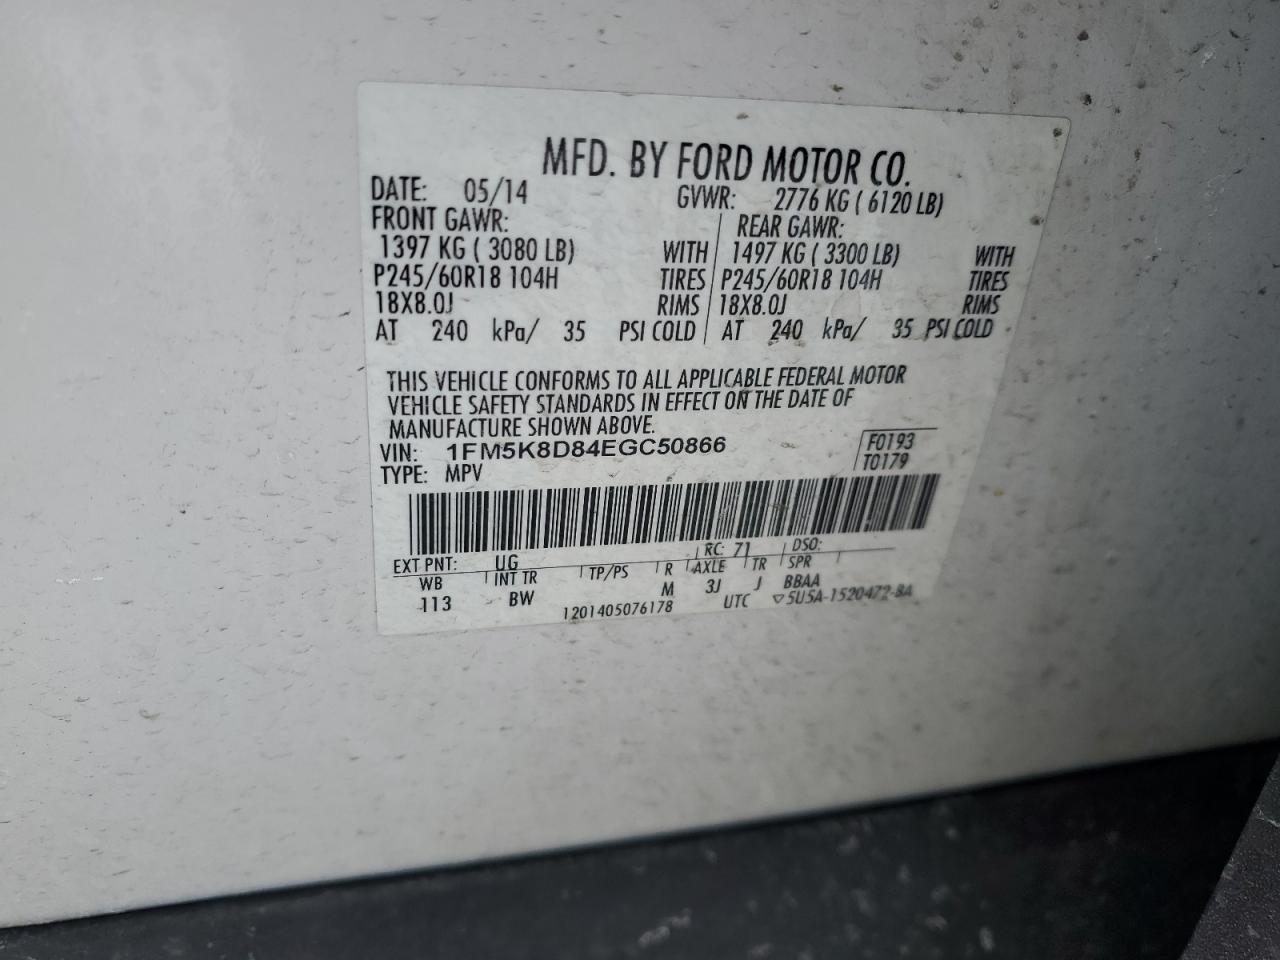 MFD. BY FORD MOTOR CO.
DATE: 05/14 GVWR: 2776 KG ( 6120 LB)
FRONT GAWR: REAR GAWR:
1397 KG ( 3080 LB) WITH 1497 KG ( 3300 LB) WITH
P245/60R18 104H TIRES P245/60R18 104H TIRES
18X8.0J RIMS 18X8.0J RIMS
AT 240 kPa/ 35 PSI COLD AT 240 kPa/ 35 PSI COLD
THIS VEHICLE CONFORMS TO ALL APPLICABLE FEDERAL MOTOR
VEHICLE SAFETY STANDARDS IN EFFECT ON THE DATE OF
MANUFACTURE SHOWN ABOVE.
VIN: 1FM5K8D84EGC50866 F0193
TYPE: MPV T0179
EXT PNT: UG RC: 71 DSO:
WB INT TR TP/PS R AXLE TR SPR
113 BW M 3J J BBAA
1201405076178 UTC ▽5U5A-1520472-8A